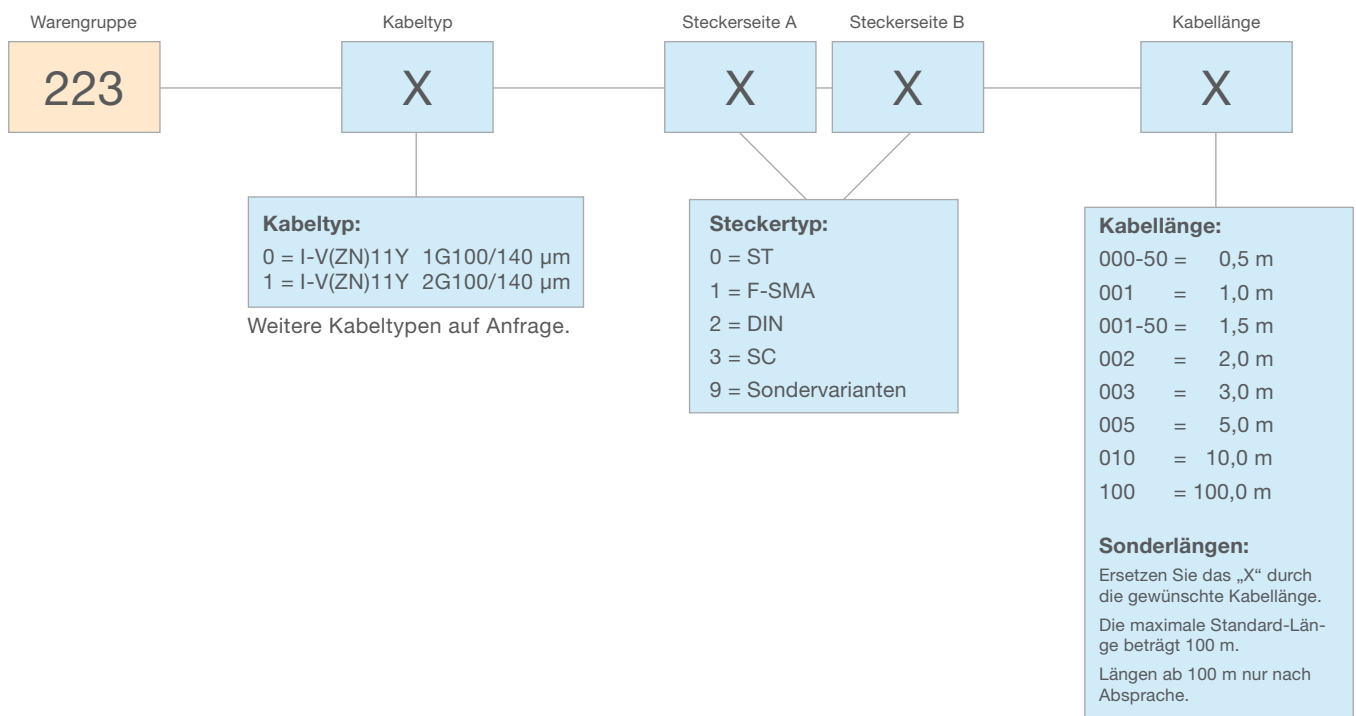 Warengruppe
Kabeltyp
Steckerseite A
Steckerseite B
Kabellänge
223
X
X
X
X
Kabeltyp:
0 = I-V(ZN)11Y 1G100/140 µm
1 = I-V(ZN)11Y 2G100/140 µm
Weitere Kabeltypen auf Anfrage.
Steckertyp:
0 = ST
1 = F-SMA
2 = DIN
3 = SC
9 = Sondervarianten
Kabellänge:
000-50 = 0,5 m
001 = 1,0 m
001-50 = 1,5 m
002 = 2,0 m
003 = 3,0 m
005 = 5,0 m
010 = 10,0 m
100 = 100,0 m
Sonderlängen:
Ersetzen Sie das „X“ durch
die gewünschte Kabellänge.
Die maximale Standard-Län-
ge beträgt 100 m.
Längen ab 100 m nur nach
Absprache.